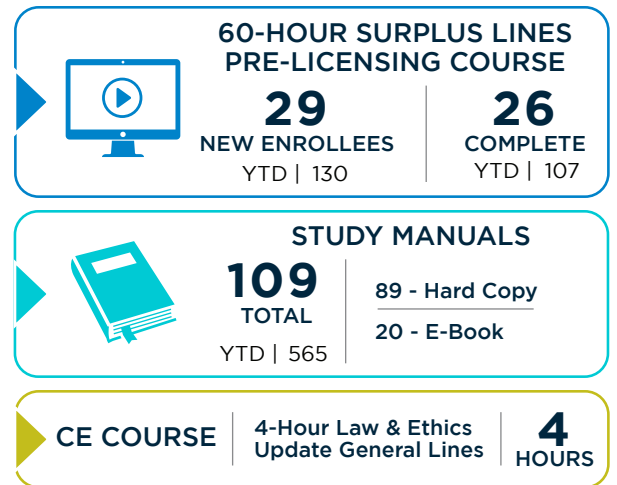 60-HOUR SURPLUS LINES
PRE-LICENSING COURSE
29
NEW ENROLLEES
YTD | 130
26
COMPLETE
YTD | 107
STUDY MANUALS
109
TOTAL
YTD | 565
89 - Hard Copy
20 - E-Book
CE COURSE
4-Hour Law & Ethics
Update General Lines
4
HOURS